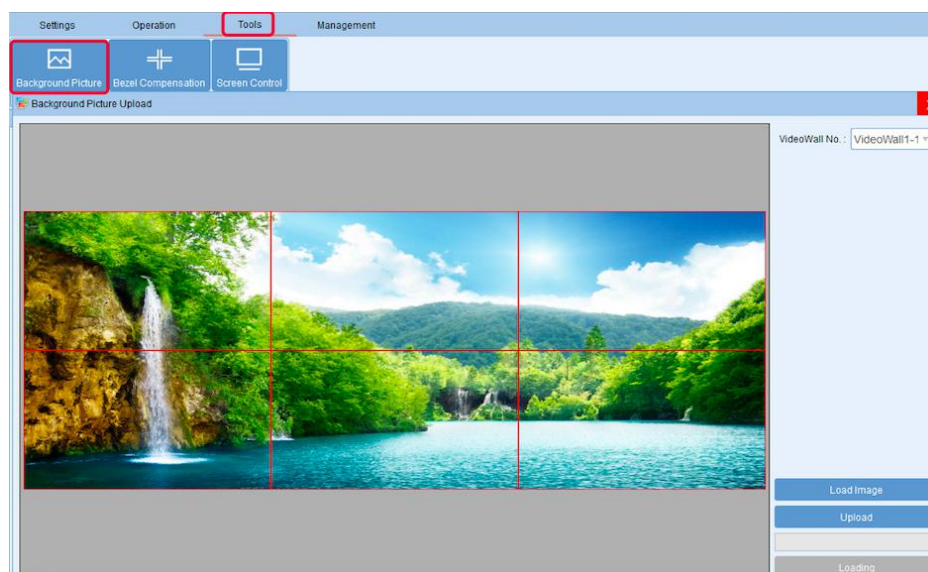 Settings Operation Tools Management
Background Picture Bezel Compensation Screen Control
Background Picture Upload
VideoWall No. : VideoWall1-1
Load Image
Upload
Loading